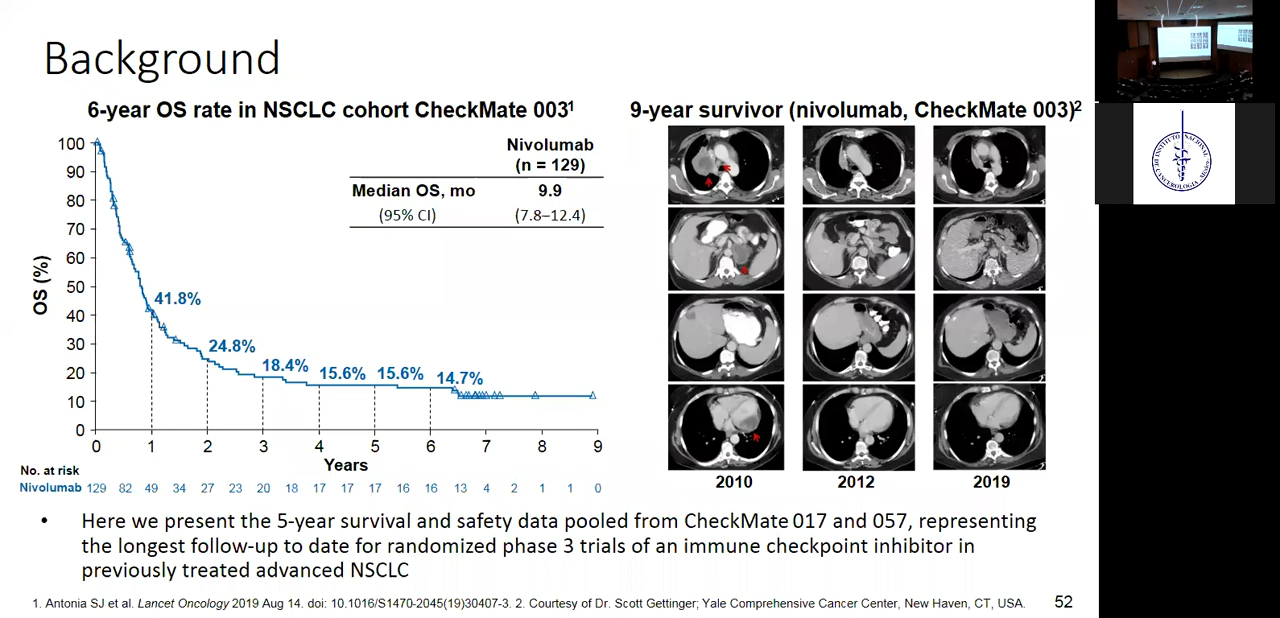 Background
6-year OS rate in NSCLC cohort CheckMate 003¹
9-year survivor (nivolumab, CheckMate 003)²
Nivolumab
(n = 129)
Median OS, mo 9.9
(95% CI) (7.8–12.4)
OS (%)
100
90
80
70
60
50
40
30
20
10
0
41.8%
24.8%
18.4%
15.6%
15.6%
14.7%
0 1 2 3 4 5 6 7 8 9
Years
No. at risk
Nivolumab 129 82 49 34 27 23 20 18 17 17 17 16 16 13 4 2 1 1 0
2010 2012 2019
• Here we present the 5-year survival and safety data pooled from CheckMate 017 and 057, representing
the longest follow-up to date for randomized phase 3 trials of an immune checkpoint inhibitor in
previously treated advanced NSCLC
1. Antonia SJ et al. Lancet Oncology 2019 Aug 14. doi: 10.1016/S1470-2045(19)30407-3. 2. Courtesy of Dr. Scott Gettinger; Yale Comprehensive Cancer Center, New Haven, CT, USA.
52
INSTITUTO NACIONAL
DE CANCEROLOGIA